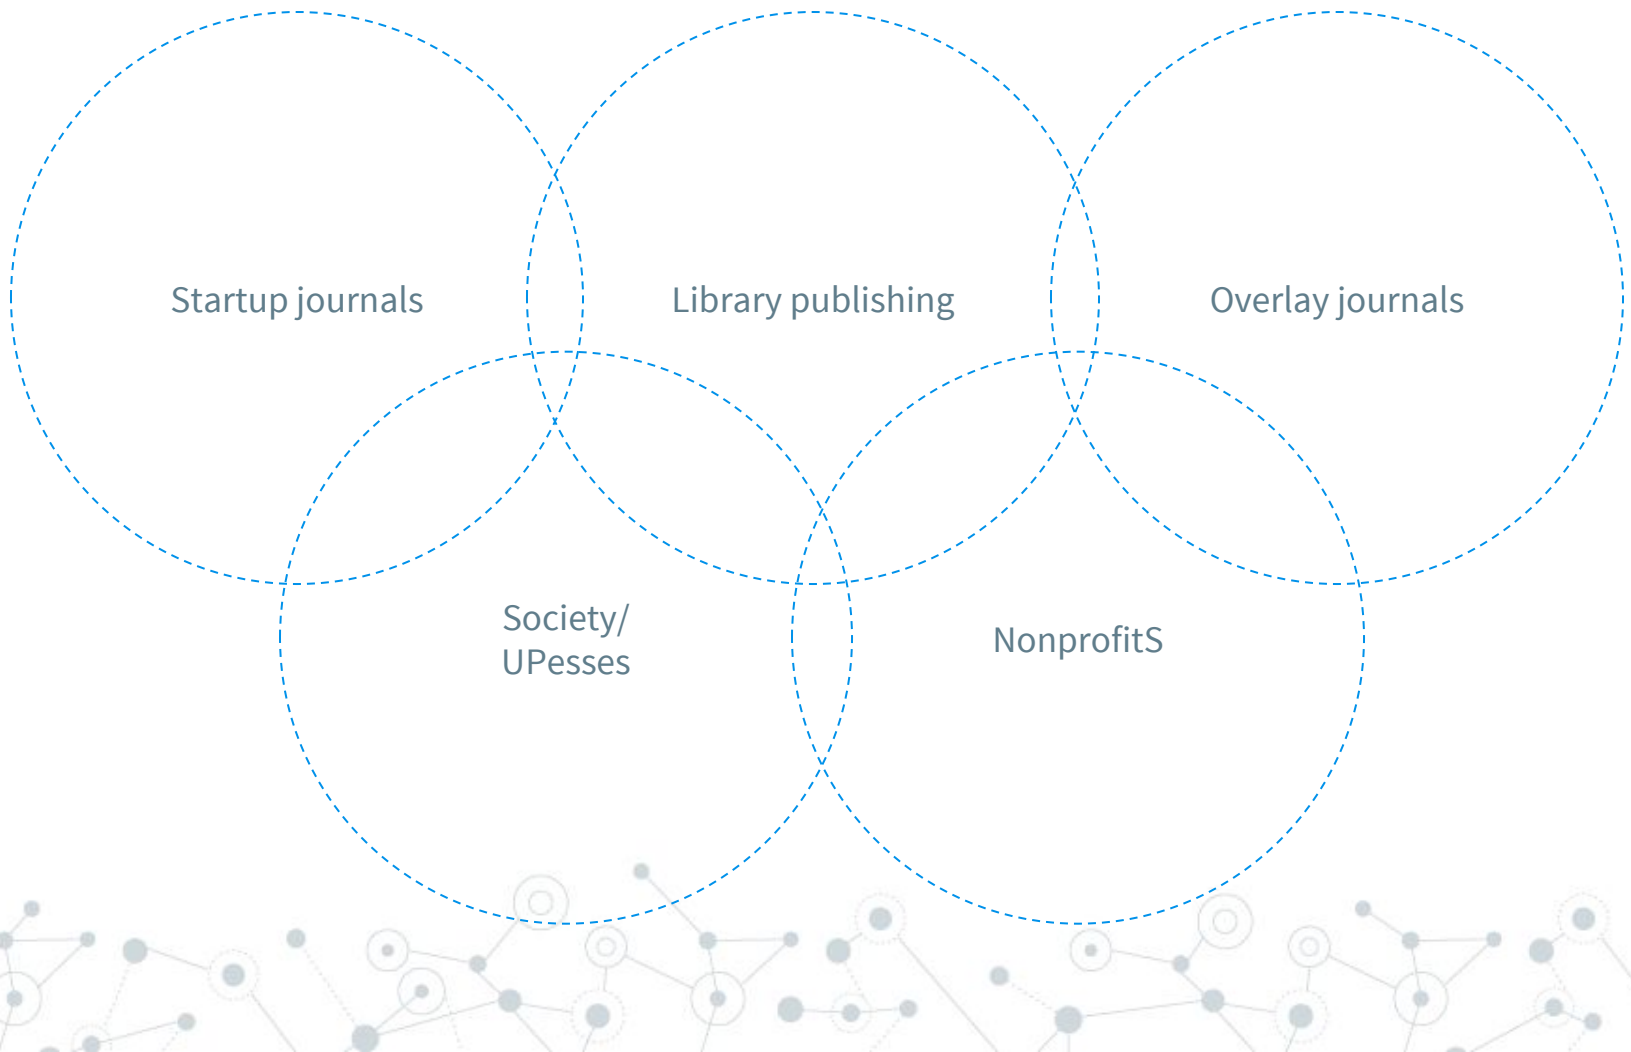 Startup journals
Library publishing
Overlay journals
Society/
UPesses
NonprofitS